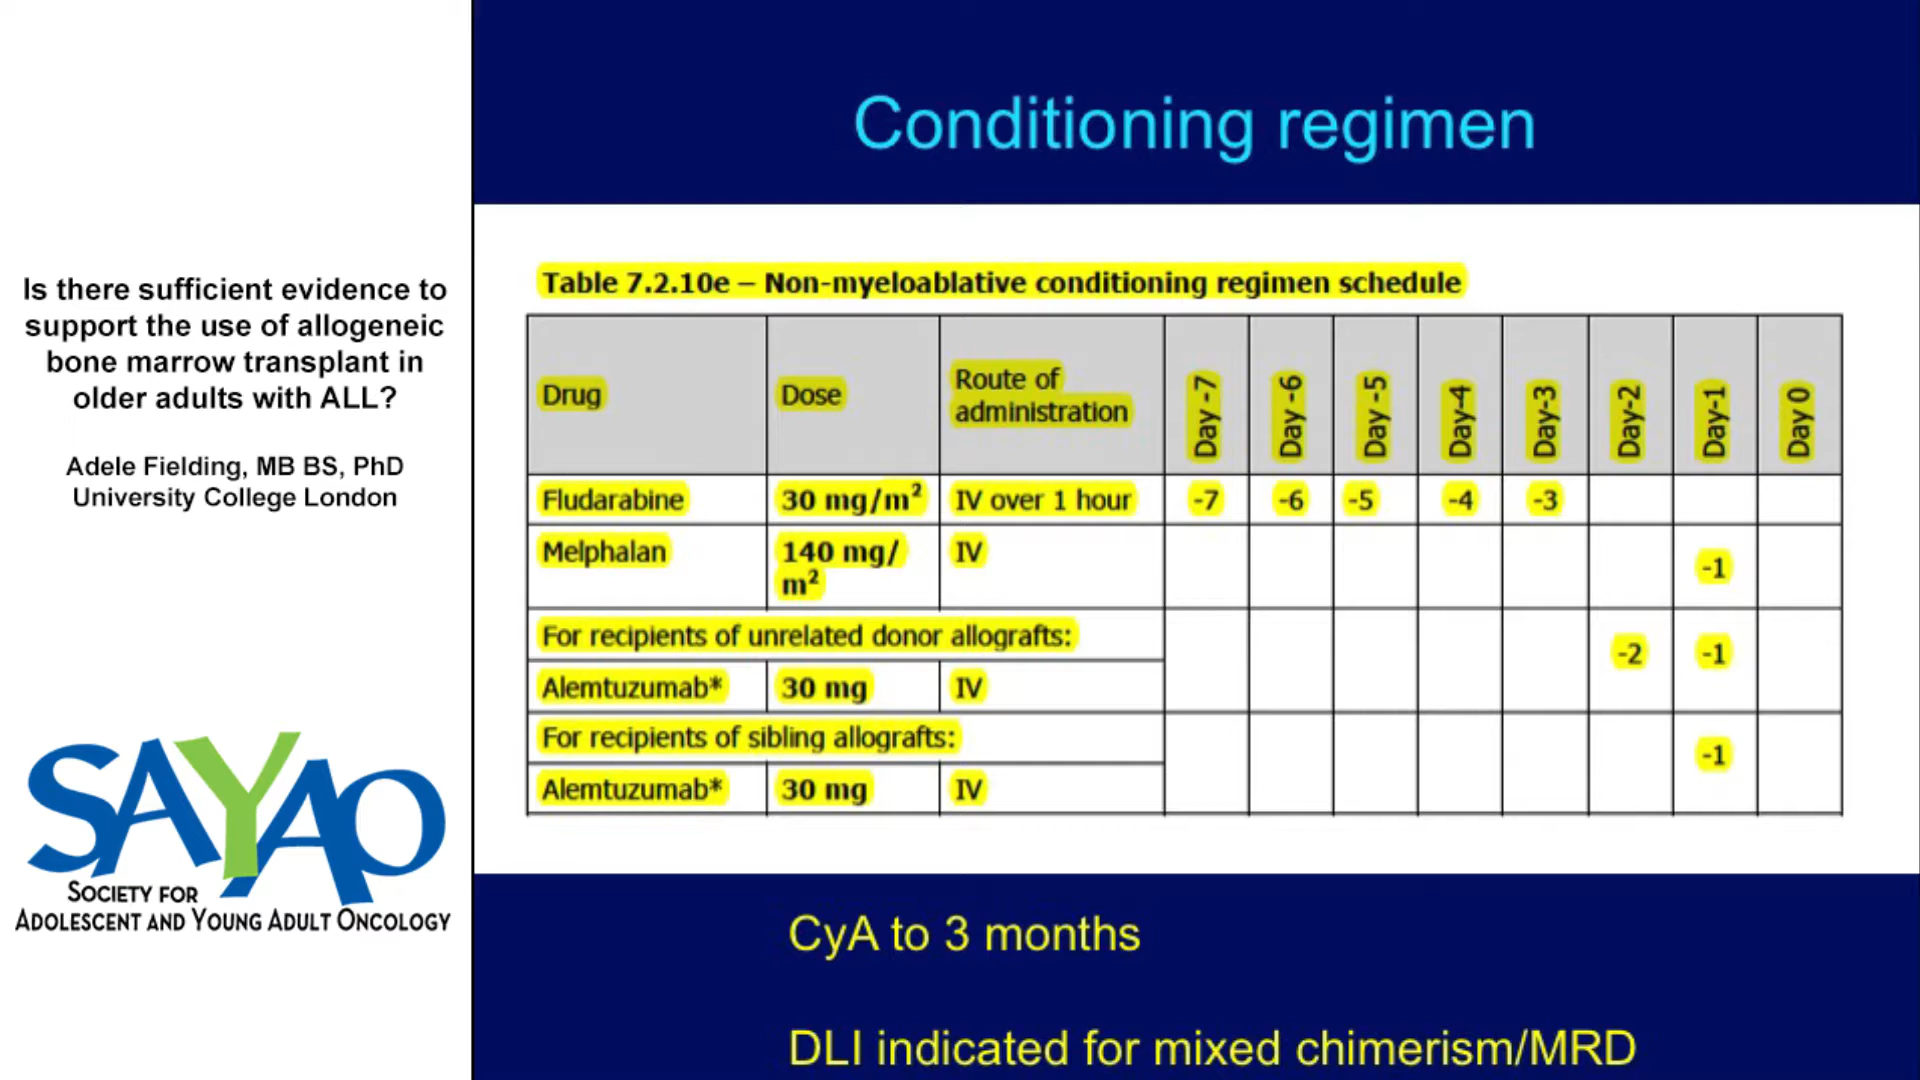 Is there sufficient evidence to
support the use of allogeneic
bone marrow transplant in
older adults with ALL?
Adele Fielding, MB BS, PhD
University College London
SAYAO
SOCIETY FOR
ADOLESCENT AND YOUNG ADULT ONCOLOGY
Conditioning regimen
Table 7.2.10e – Non-myeloablative conditioning regimen schedule
Drug Dose Route of administration Day -7 Day -6 Day -5 Day-4 Day-3 Day-2 Day-1 Day 0
Fludarabine 30 mg/m² IV over 1 hour -7 -6 -5 -4 -3
Melphalan 140 mg/m² IV -1
For recipients of unrelated donor allografts: -2 -1
Alemtuzumab* 30 mg IV
For recipients of sibling allografts: -1
Alemtuzumab* 30 mg IV
CyA to 3 months
DLI indicated for mixed chimerism/MRD